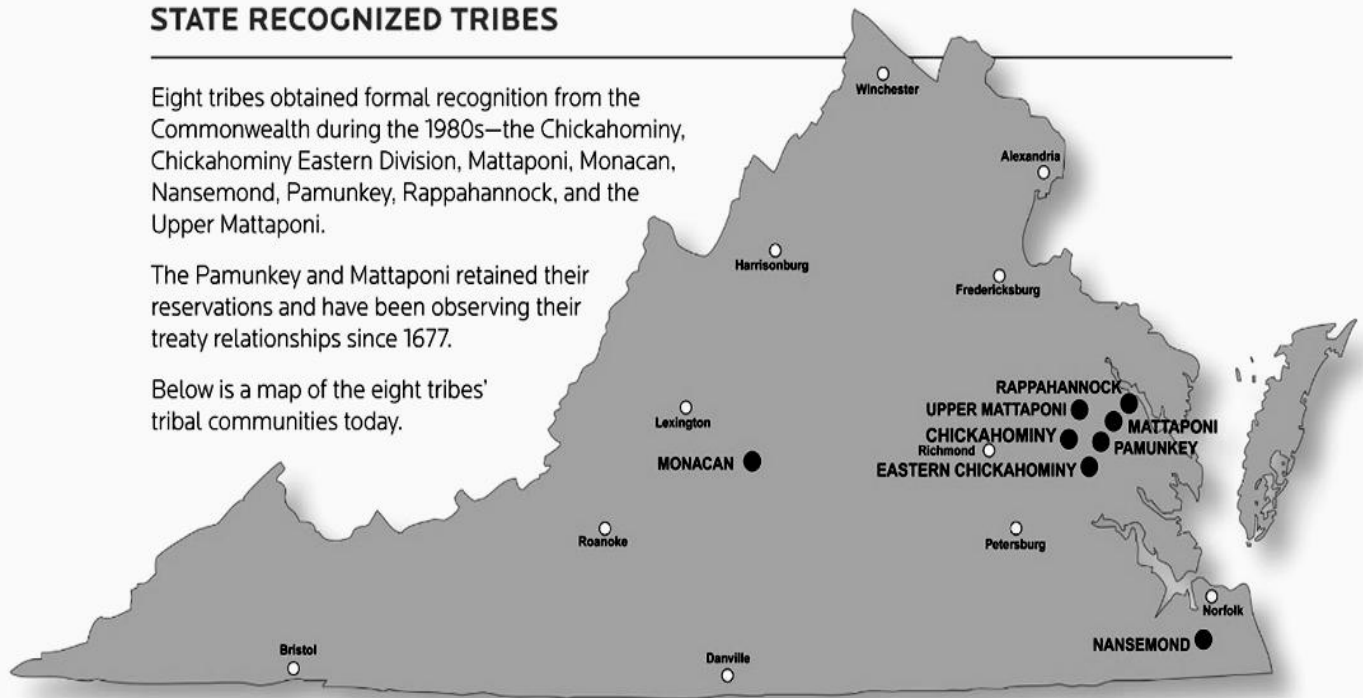 STATE RECOGNIZED TRIBES
Eight tribes obtained formal recognition from the
Commonwealth during the 1980s—the Chickahominy,
Chickahominy Eastern Division, Mattaponi, Monacan,
Nansemond, Pamunkey, Rappahannock, and the
Upper Mattaponi.
The Pamunkey and Mattaponi retained their
reservations and have been observing their
treaty relationships since 1677.
Below is a map of the eight tribes'
tribal communities today.
Winchester
Alexandria
Harrisonburg
Fredericksburg
RAPPAHANNOCK
UPPER MATTAPONI
Lexington
MATTAPONI
CHICKAHOMINY
PAMUNKEY
Richmond
MONACAN
EASTERN CHICKAHOMINY
Roanoke
Petersburg
Norfolk
NANSEMOND
Bristol
Danville